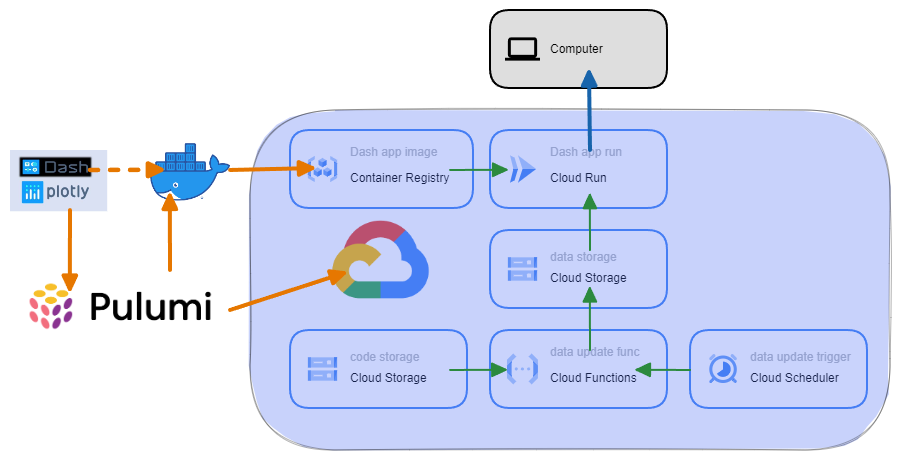 Computer
Dash app image
Container Registry
Dash app run
Cloud Run
Dash
plotly
data storage
Cloud Storage
Pulumi
code storage
Cloud Storage
data update func
Cloud Functions
data update trigger
Cloud Scheduler